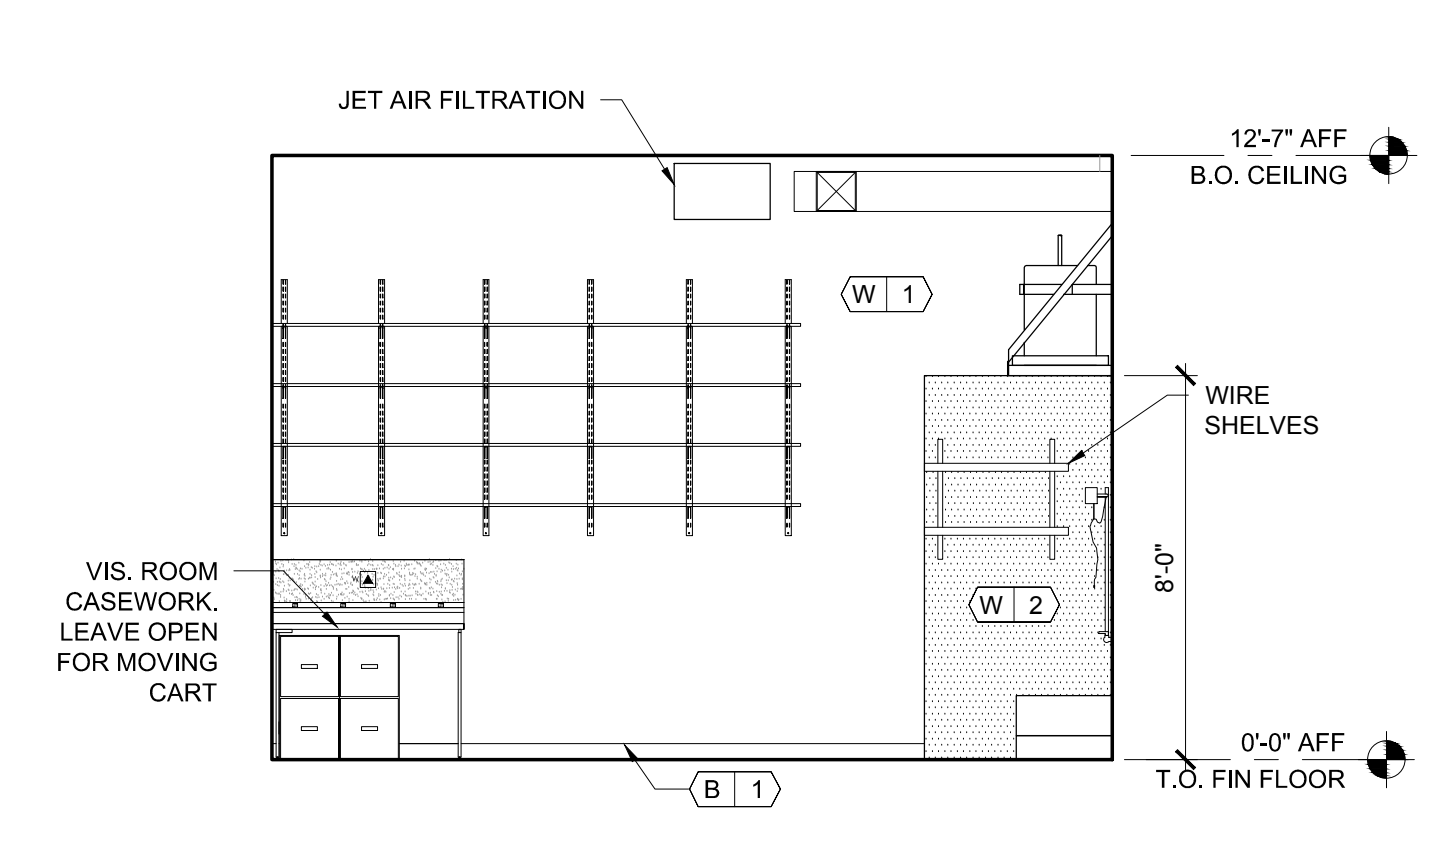 JET AIR FILTRATION
12'-7" AFF
B.O. CEILING
W 1
WIRE
SHELVES
8'-0"
VIS. ROOM
CASEWORK.
LEAVE OPEN
FOR MOVING
CART
W
W 2
0'-0" AFF
T.O. FIN FLOOR
B 1